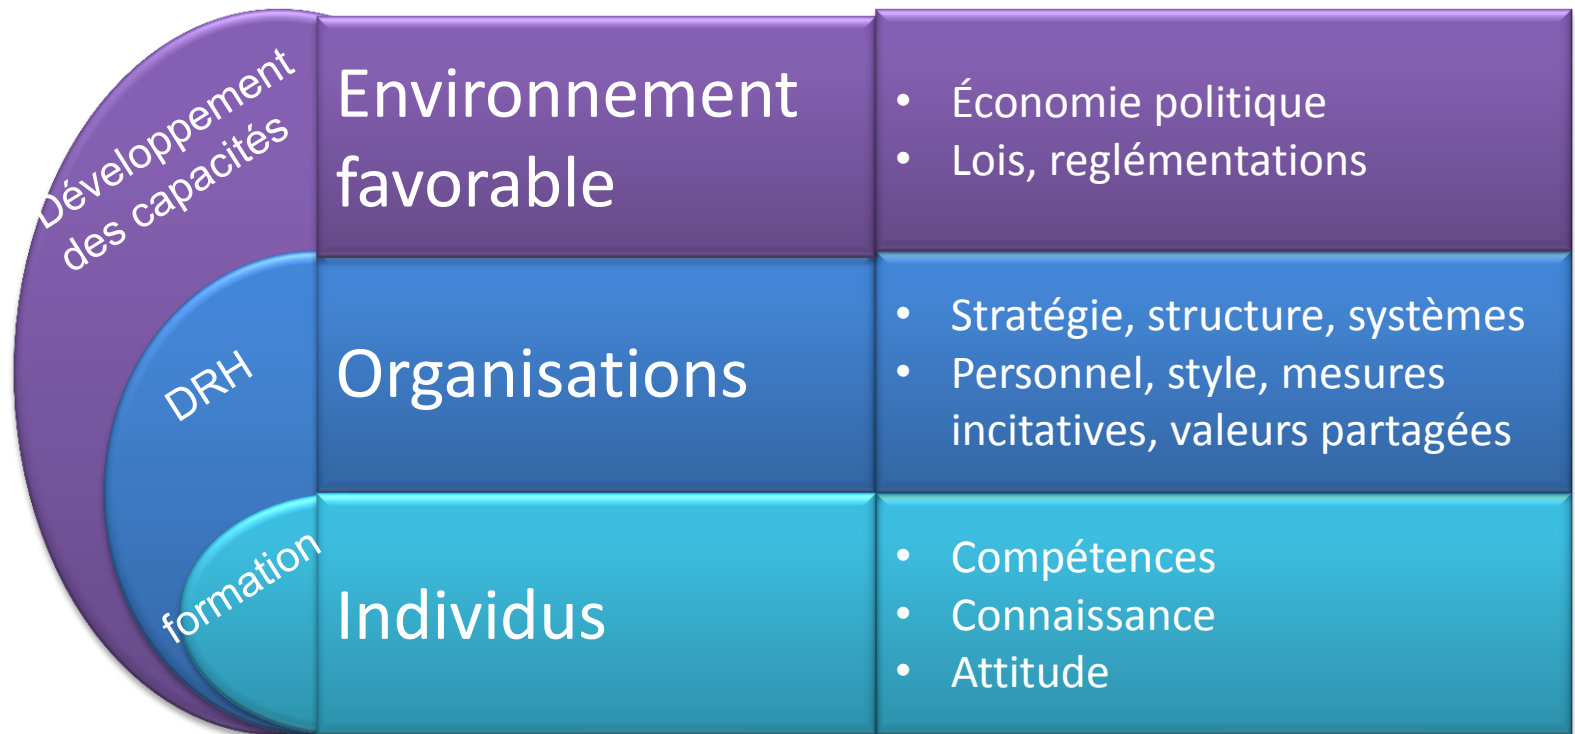 Développement
des capacités
Environnement
favorable
• Économie politique
• Lois, reglémentations
DRH
Organisations
• Stratégie, structure, systèmes
• Personnel, style, mesures
incitatives, valeurs partagées
formation
Individus
• Compétences
• Connaissance
• Attitude